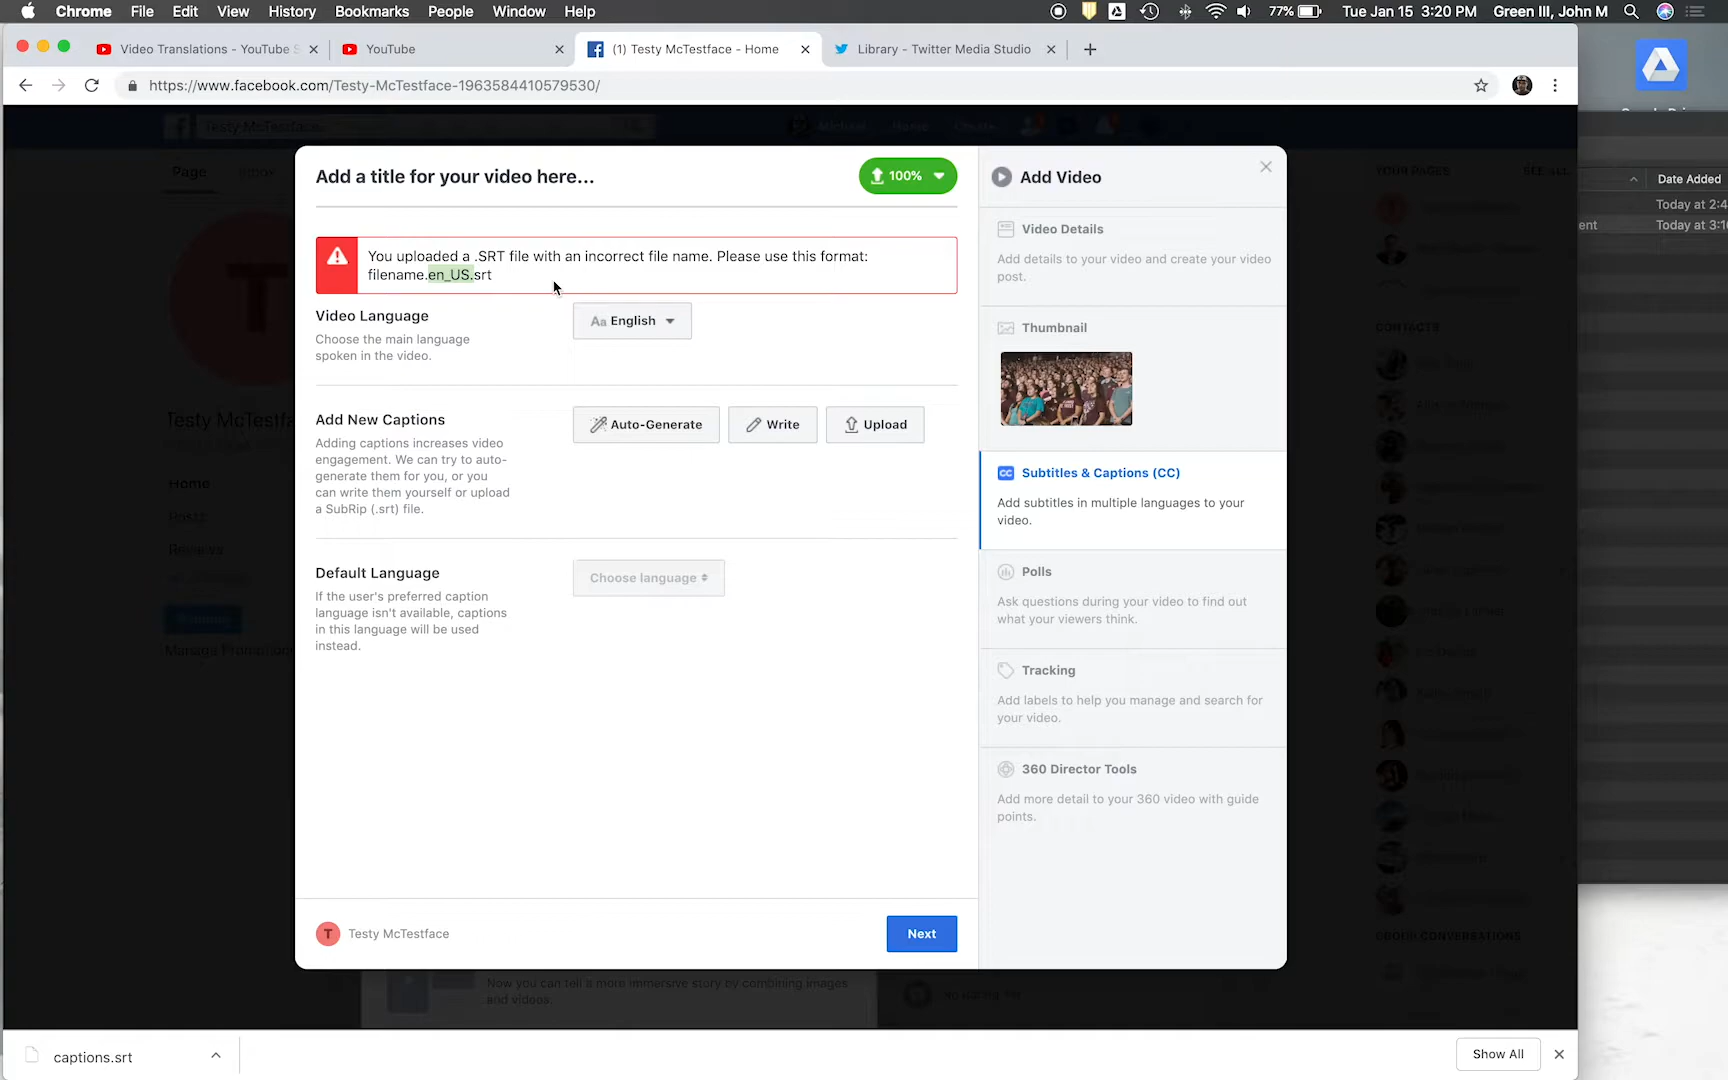 Chrome File Edit View History Bookmarks People Window Help 77% Tue Jan 15 3:20 PM Green III, John M
Video Translations - YouTube S
YouTube
(1) Testy McTestface - Home
Library - Twitter Media Studio
https://www.facebook.com/Testy-McTestface-1963584410579530/
Testy McTestface
Michael Home Create
Page Inbox
YOUR PAGES SEE ALL
Date Added
Today at 2:4
ent Today at 3:1
Add a title for your video here...
100%
You uploaded a .SRT file with an incorrect file name. Please use this format:
filename.en_US.srt
Video Language
Choose the main language
spoken in the video.
Aa English
Add New Captions
Adding captions increases video
engagement. We can try to auto-
generate them for you, or you
can write them yourself or upload
a SubRip (.srt) file.
Auto-Generate
Write
Upload
Default Language
If the user's preferred caption
language isn't available, captions
in this language will be used
instead.
Choose language
T Testy McTestface
Next
Add Video
Video Details
Add details to your video and create your video
post.
Thumbnail
CC Subtitles & Captions (CC)
Add subtitles in multiple languages to your
video.
Polls
Ask questions during your video to find out
what your viewers think.
Tracking
Add labels to help you manage and search for
your video.
360 Director Tools
Add more detail to your 360 video with guide
points.
Testy McTestfa
Home
Posts
Reviews
Manage Promotions
CONTACTS
GROUP CONVERSATIONS
Now you can tell a more immersive story by combining images
and videos.
captions.srt
Show All